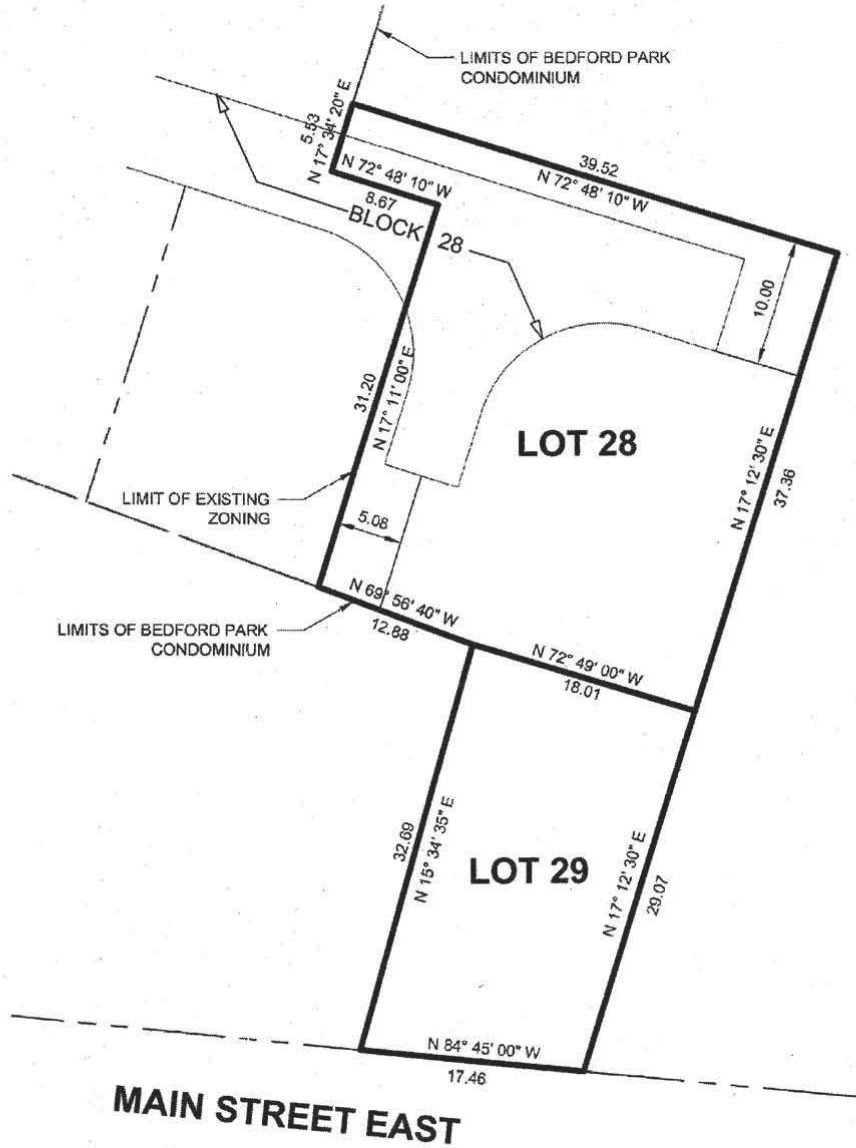 LIMITS OF BEDFORD PARK
CONDOMINIUM
5.53
N 17° 34' 20" E
39.52
N 72° 48' 10" W
N 72° 48' 10" W
8.67
BLOCK 28
10.00
31.20
N 17° 11' 00" E
LOT 28
N 17° 12' 30" E
37.36
LIMIT OF EXISTING
ZONING
5.08
N 69° 56' 40" W
12.88
LIMITS OF BEDFORD PARK
CONDOMINIUM
N 72° 49' 00" W
18.01
32.69
N 15° 34' 35" E
LOT 29
N 17° 12' 30" E
29.07
N 84° 45' 00" W
17.46
MAIN STREET EAST